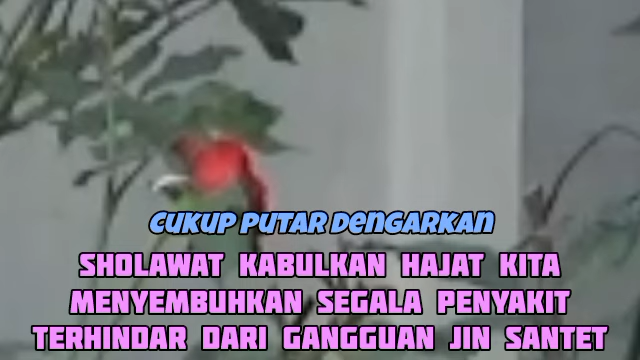 CUKUP PUTAR DENGARKAN
SHOLAWAT KABULKAN HAJAT KITA
MENYEMBUHKAN SEGALA PENYAKIT
TERHINDAR DARI GANGGUAN JIN SANTET